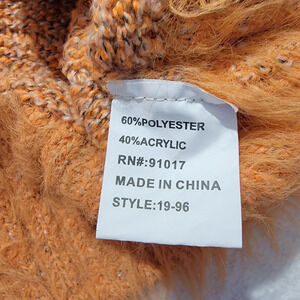 60%POLYESTER
40%ACRYLIC
RN#:91017
MADE IN CHINA
STYLE:19-96